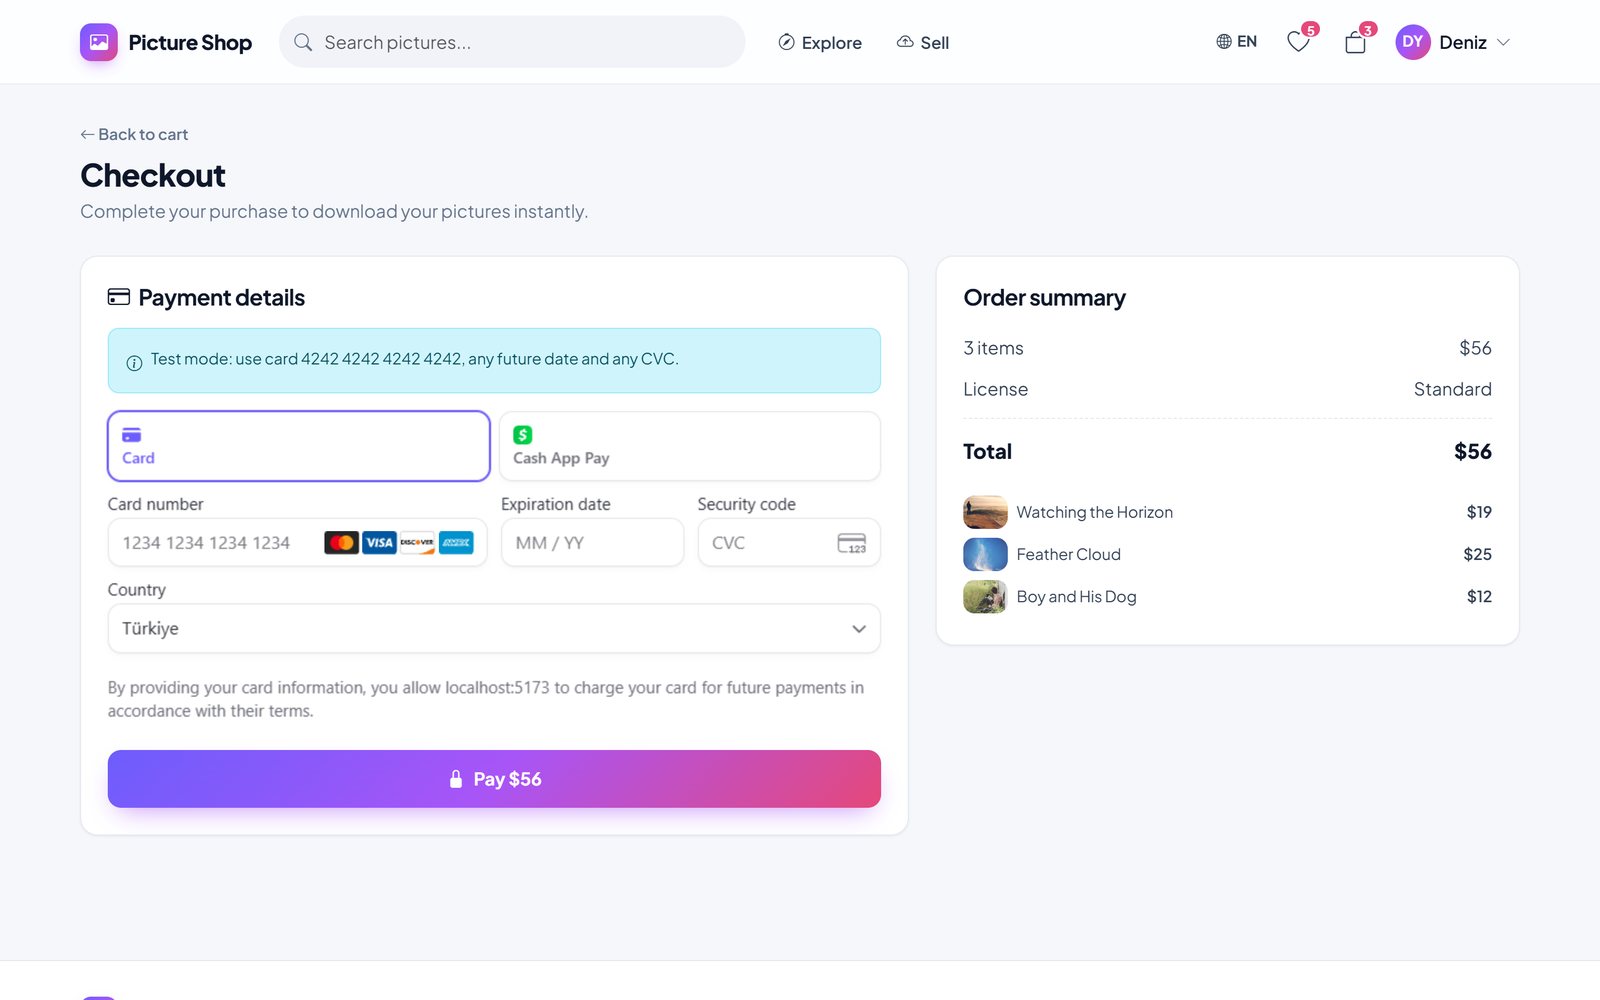 Picture Shop
Search pictures...
Explore
Sell
EN
5
3
DY
Deniz
← Back to cart
Checkout
Complete your purchase to download your pictures instantly.
Payment details
Test mode: use card 4242 4242 4242 4242, any future date and any CVC.
Card
$
Cash App Pay
Card number
Expiration date
Security code
1234 1234 1234 1234
VISA
DISCOVER
AMEX
MM / YY
CVC
123
Country
Türkiye
By providing your card information, you allow localhost:5173 to charge your card for future payments in
accordance with their terms.
Pay $56
Order summary
3 items $56
License Standard
Total $56
Watching the Horizon $19
Feather Cloud $25
Boy and His Dog $12